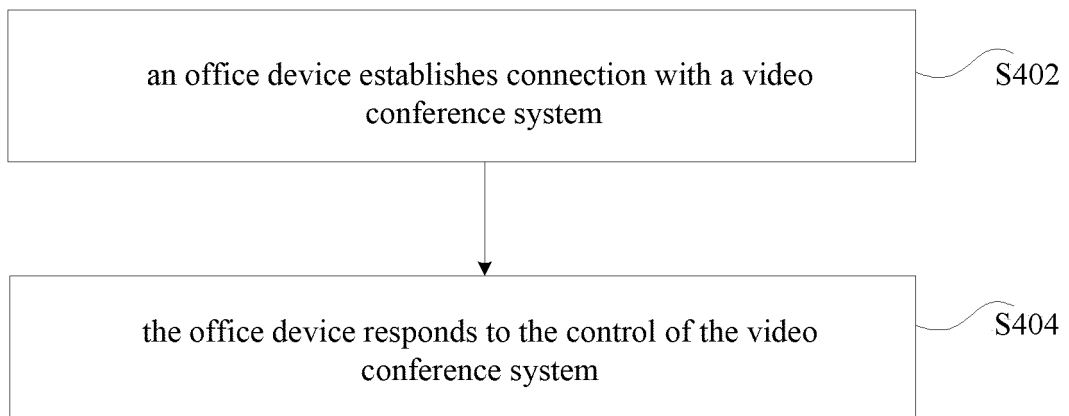 an office device establishes connection with a video
conference system
S402
the office device responds to the control of the video
conference system
S404